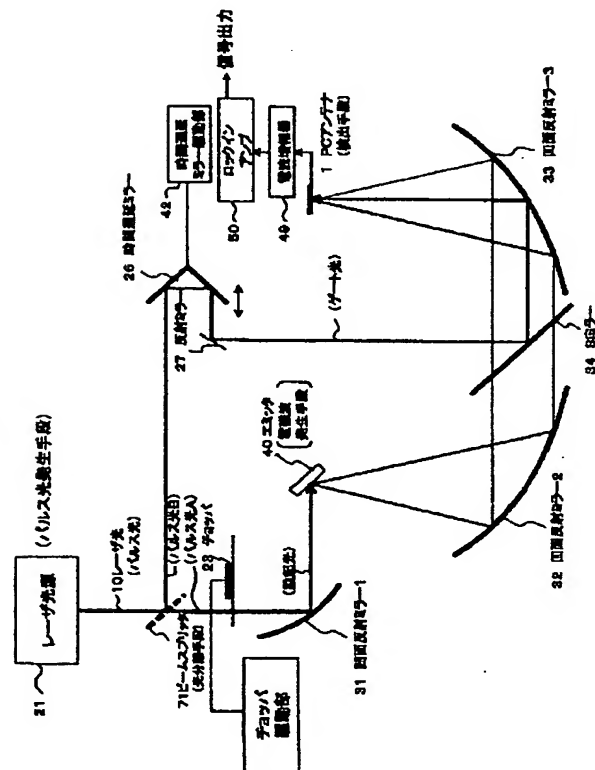 (パルス光発生手段)
レーザ光源
21
10レーザ光
(パルス光)
71ビームスプリッタ
(光分離手段)
(パルス光B)
(パルス光A)
23 チョッパ
チョッパ
駆動部
31 凹面反射ミラー1
(励起光)
40 エミッタ
電磁波
発生手段
26 時間遅延ミラー
27 反射ミラー
(ゲート光)
42
時間遅延
ミラー駆動部
信号出力
ロックイン
アンプ
50
電流増幅器
49
1 PCアンテナ
(検出手段)
32 凹面反射ミラー2
34 Siミラー
33 凹面反射ミラー3